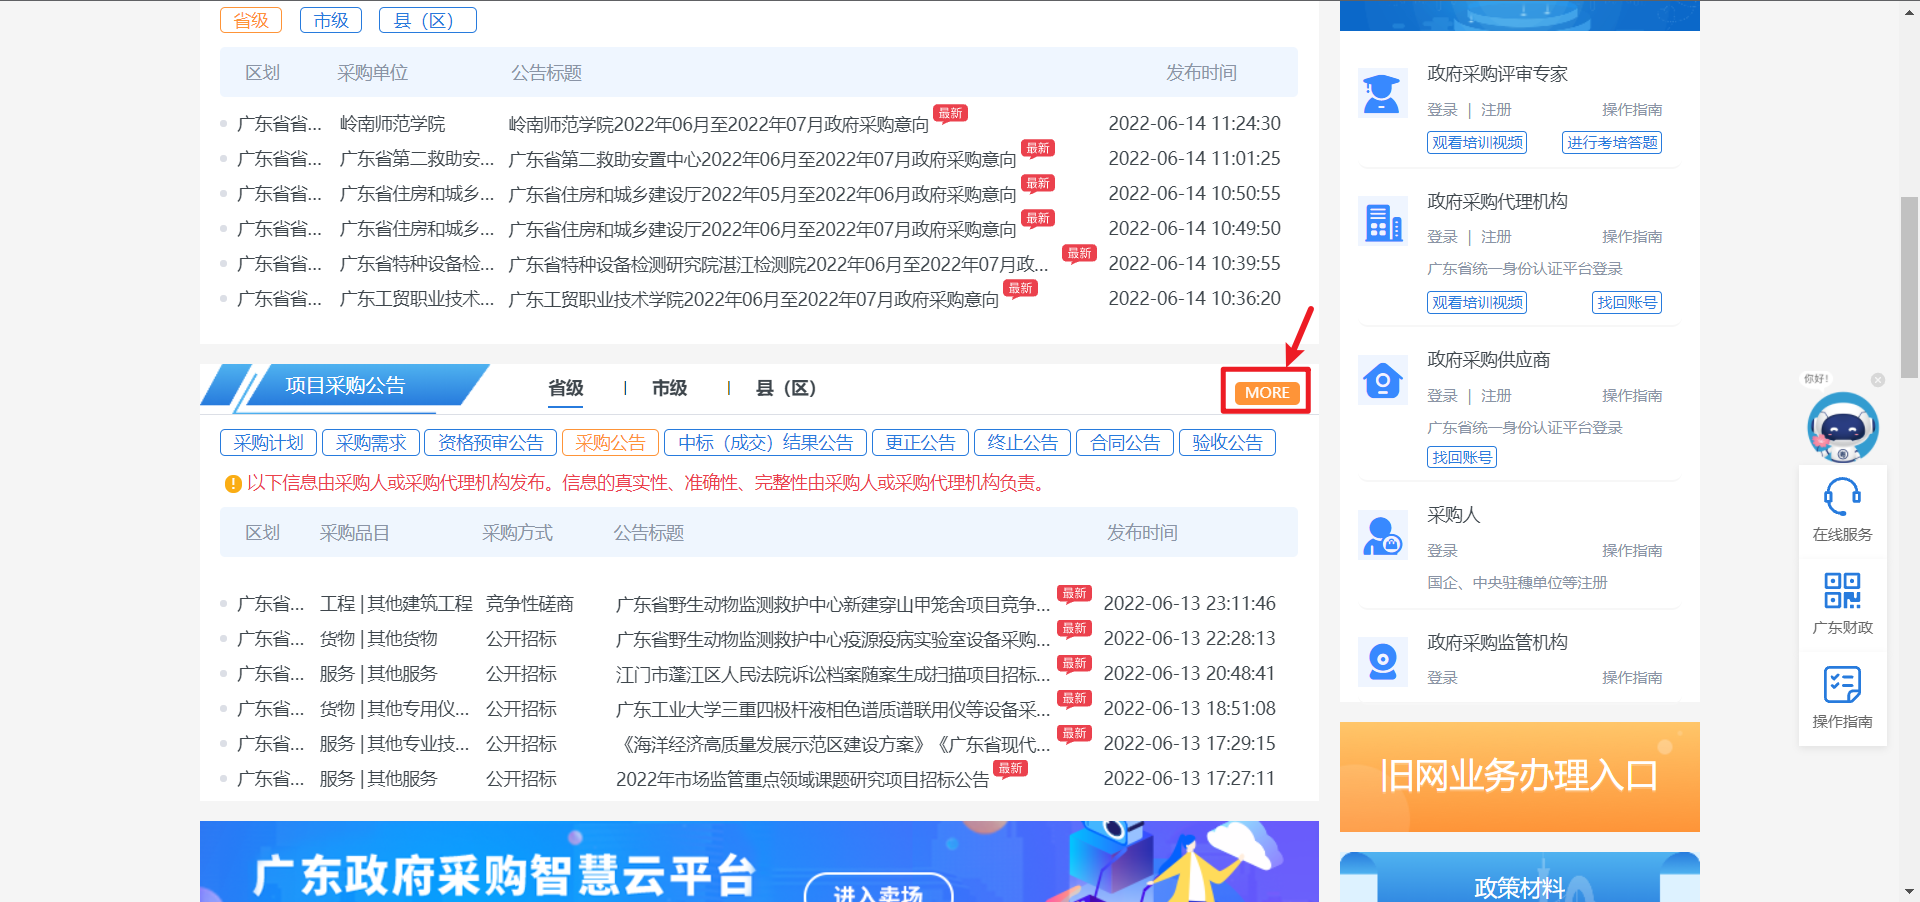 省级 市级 县（区）
区划 采购单位 公告标题 发布时间
广东省省... 岭南师范学院 岭南师范学院2022年06月至2022年07月政府采购意向 最新 2022-06-14 11:24:30
广东省省... 广东省第二救助安... 广东省第二救助安置中心2022年06月至2022年07月政府采购意向 最新 2022-06-14 11:01:25
广东省省... 广东省住房和城乡... 广东省住房和城乡建设厅2022年05月至2022年06月政府采购意向 最新 2022-06-14 10:50:55
广东省省... 广东省住房和城乡... 广东省住房和城乡建设厅2022年06月至2022年07月政府采购意向 最新 2022-06-14 10:49:50
广东省省... 广东省特种设备检... 广东省特种设备检测研究院湛江检测院2022年06月至2022年07月政... 最新 2022-06-14 10:39:55
广东省省... 广东工贸职业技术... 广东工贸职业技术学院2022年06月至2022年07月政府采购意向 最新 2022-06-14 10:36:20
项目采购公告 省级 | 市级 | 县（区） MORE
采购计划 采购需求 资格预审公告 采购公告 中标（成交）结果公告 更正公告 终止公告 合同公告 验收公告
以下信息由采购人或采购代理机构发布。信息的真实性、准确性、完整性由采购人或采购代理机构负责。
区划 采购品目 采购方式 公告标题 发布时间
广东省... 工程 | 其他建筑工程 竞争性磋商 广东省野生动物监测救护中心新建穿山甲笼舍项目竞争... 最新 2022-06-13 23:11:46
广东省... 货物 | 其他货物 公开招标 广东省野生动物监测救护中心疫源疫病实验室设备采购... 最新 2022-06-13 22:28:13
广东省... 服务 | 其他服务 公开招标 江门市蓬江区人民法院诉讼档案随案生成扫描项目招标... 最新 2022-06-13 20:48:41
广东省... 货物 | 其他专用仪... 公开招标 广东工业大学三重四极杆液相色谱质谱联用仪等设备采... 最新 2022-06-13 18:51:08
广东省... 服务 | 其他专业技... 公开招标 《海洋经济高质量发展示范区建设方案》《广东省现代... 最新 2022-06-13 17:29:15
广东省... 服务 | 其他服务 公开招标 2022年市场监管重点领域课题研究项目招标公告 最新 2022-06-13 17:27:11
广东政府采购智慧云平台
进入卖场
政府采购评审专家
登录 | 注册 操作指南
观看培训视频 进行考培答题
政府采购代理机构
登录 | 注册 操作指南
广东省统一身份认证平台登录
观看培训视频 找回账号
政府采购供应商
登录 | 注册 操作指南
广东省统一身份认证平台登录
找回账号
采购人
登录 操作指南
国企、中央驻穗单位等注册
政府采购监管机构
登录 操作指南
旧网业务办理入口
政策材料
你好！
在线服务
广东财政
操作指南